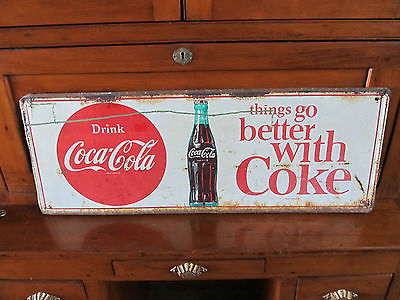 Drink
Coca-Cola
Coca-Cola
things go
better
with
Coke